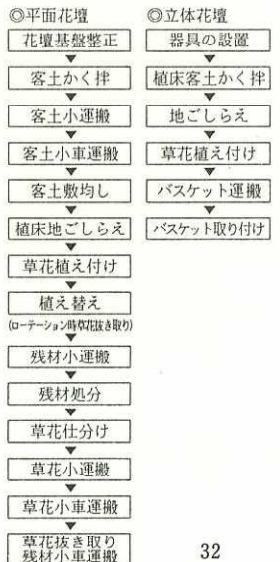 ◎平面花壇
花壇基盤整正
客土かく拌
客土小運搬
客土小車運搬
客土敷均し
植床地ごしらえ
草花植え付け
植え替え
(ローテーション時草花抜き取り)
残材小運搬
残材処分
草花仕分け
草花小運搬
草花小車運搬
草花抜き取り
残材小車運搬
◎立体花壇
器具の設置
植床客土かく拌
地ごしらえ
草花植え付け
バスケット運搬
バスケット取り付け
32